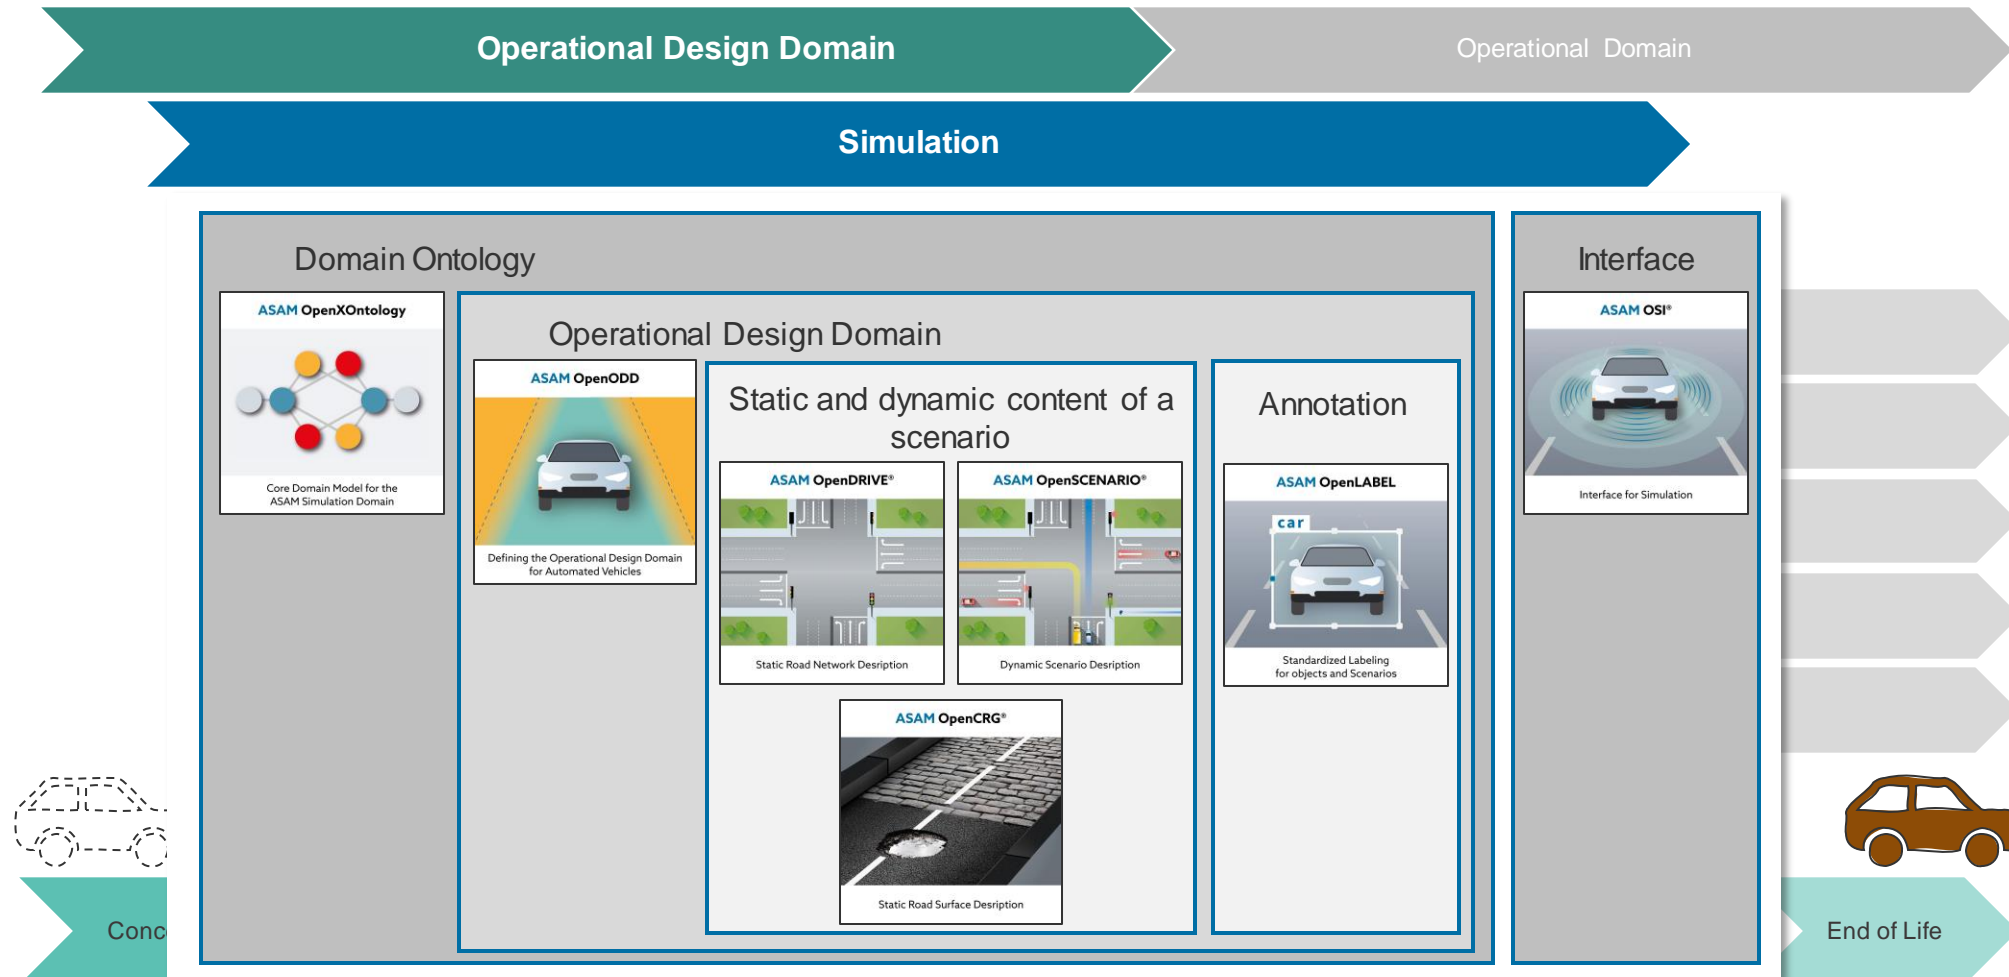 Operational Design Domain
Operational Domain
Simulation
Domain Ontology
Interface
ASAM OpenXOntology
Core Domain Model for the
ASAM Simulation Domain
Operational Design Domain
ASAM OpenODD
Defining the Operational Design Domain
for Automated Vehicles
Static and dynamic content of a
scenario
ASAM OpenDRIVE®
Static Road Network Desription
ASAM OpenSCENARIO®
Dynamic Scenario Desription
ASAM OpenCRG®
Static Road Surface Desription
Annotation
ASAM OpenLABEL
car
Standardized Labeling
for objects and Scenarios
ASAM OSI®
Interface for Simulation
Conc
End of Life